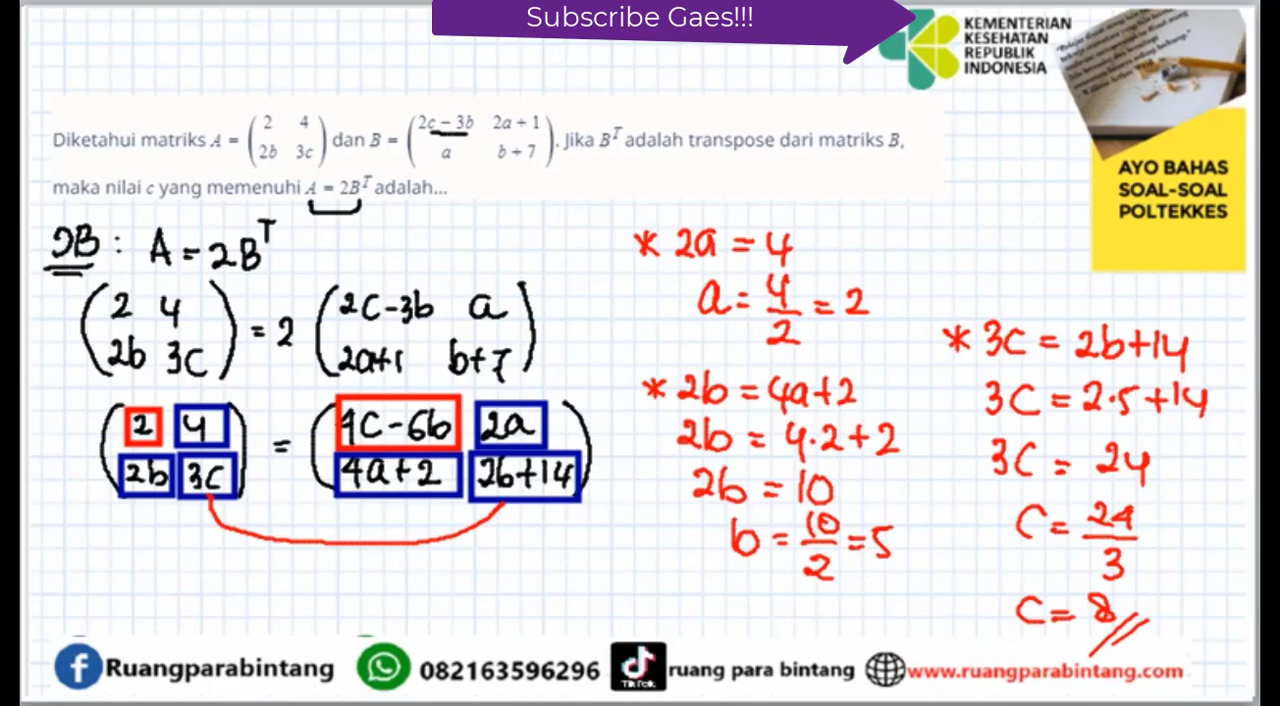 Subscribe Gaes!!!
KEMENTERIAN
KESEHATAN
REPUBLIK
INDONESIA
Diketahui matriks A = (2 4 / 2b 3c) dan B = (2c − 3b 2a + 1 / a b + 7). Jika B^T adalah transpose dari matriks B,
maka nilai c yang memenuhi A = 2B^T adalah...
AYO BAHAS
SOAL-SOAL
POLTEKKES
DB : A = 2B^T
(2 4 / 2b 3c) = 2 (2c-3b a / 2a+1 b+7)
(2 4 / 2b 3c) = (4c-6b 2a / 4a+2 2b+14)
* 2a = 4
a = 4/2 = 2
* 2b = 4a+2
2b = 4.2+2
2b = 10
b = 10/2 = 5
* 3c = 2b+14
3c = 2.5+14
3c = 24
c = 24/3
c = 8
Ruangparabintang
082163596296
TikTok
ruang para bintang
www.ruangparabintang.com